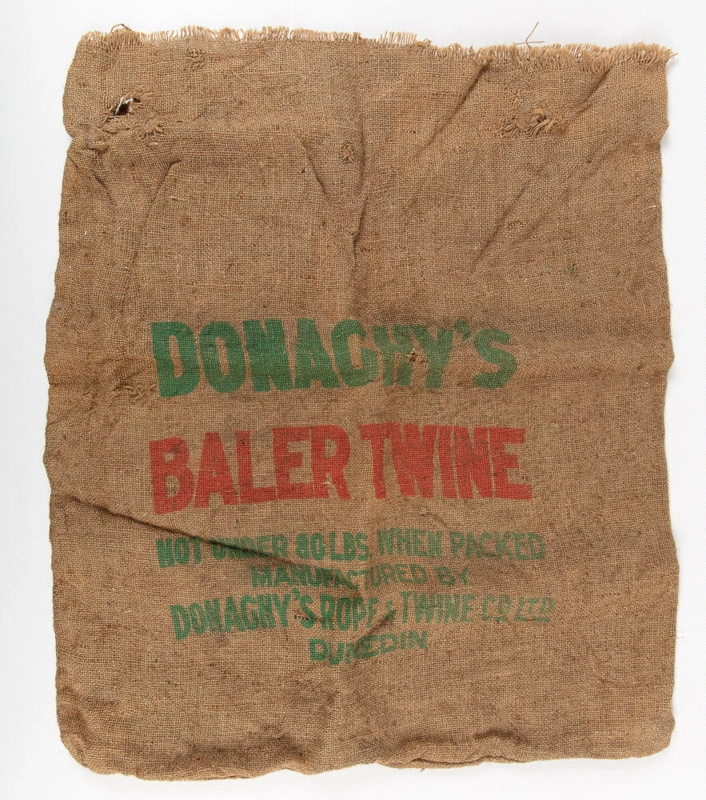 DONAGHY'S
BALER TWINE
NOT UNDER 80 LBS. WHEN PACKED
MANUFACTURED BY
DONAGHY'S ROPE & TWINE CO. LTD.
DUNEDIN